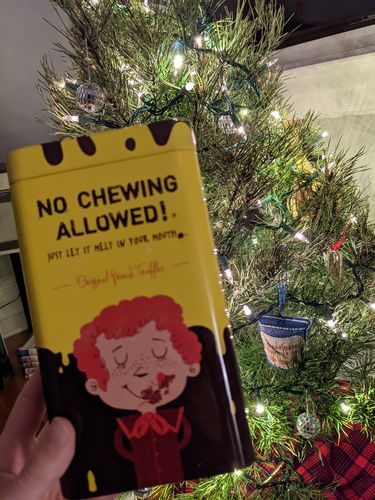 NO CHEWING
ALLOWED!
JUST LET IT MELT IN YOUR MOUTH
Original French Truffles